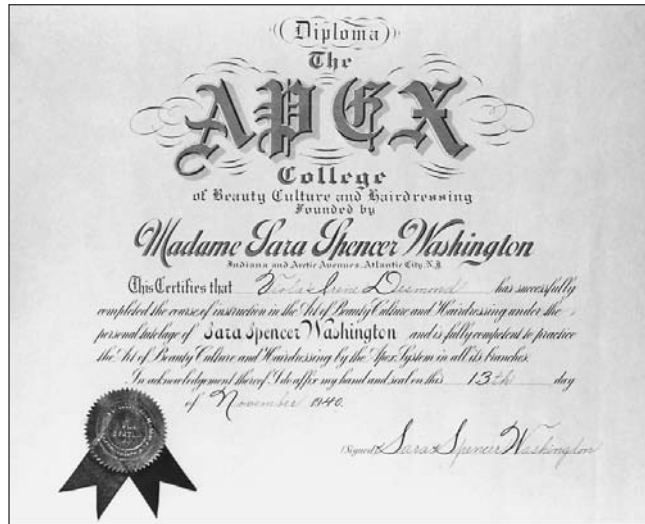 Diploma
The
APEX
College
of Beauty Culture and Hairdressing
Founded by
Madame Sara Spencer Washington
Indiana and Arctic Avenues, Atlantic City, N.J.
This Certifies that Viola Irene Desmond has successfully
completed the course of instruction in the Art of Beauty Culture and Hairdressing under the
personal tutelage of Sara Spencer Washington and is fully competent to practice
the Art of Beauty Culture and Hairdressing by the Apex System in all its branches.
In acknowledgement thereof, I do affix my hand and seal on this 13th day
of November 1940.
(Signed) Sara Spencer Washington